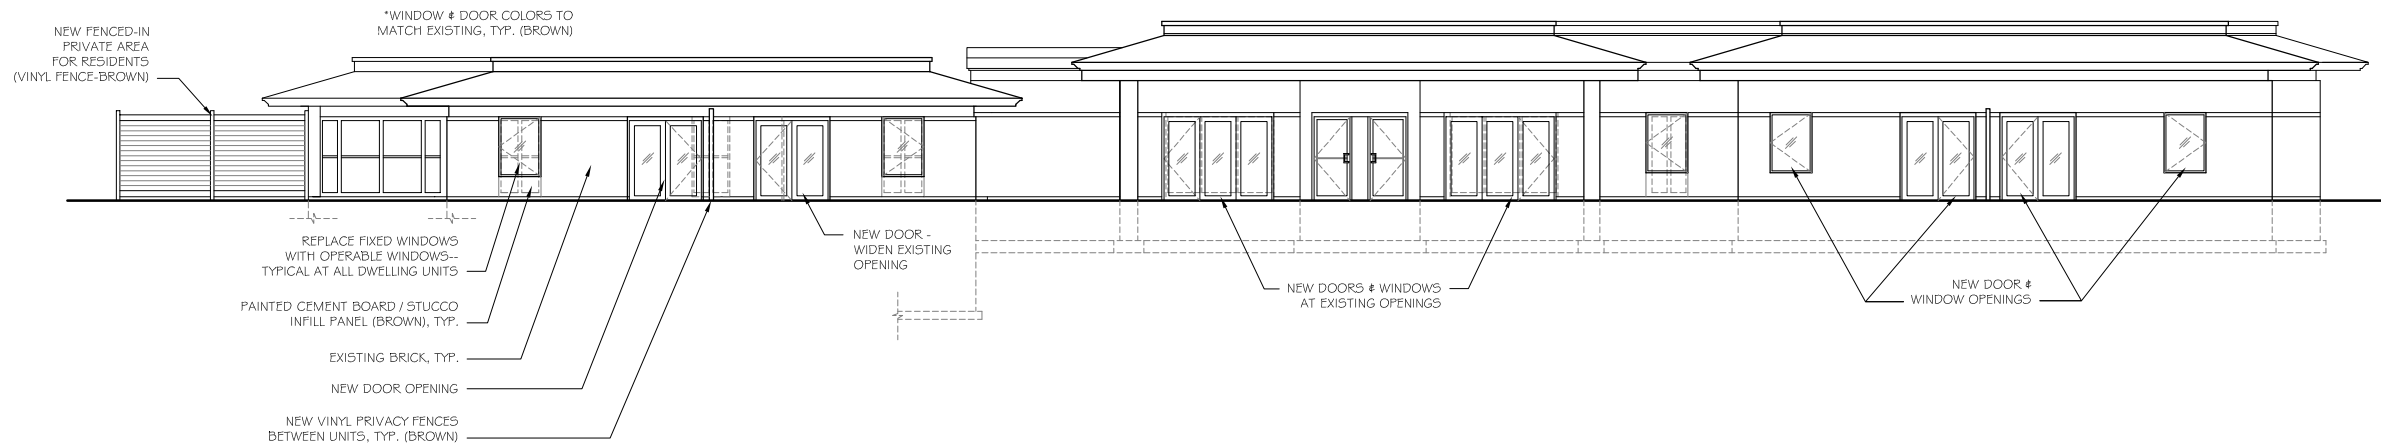 *WINDOW & DOOR COLORS TO
MATCH EXISTING, TYP. (BROWN)
NEW FENCED-IN
PRIVATE AREA
FOR RESIDENTS
(VINYL FENCE-BROWN)
REPLACE FIXED WINDOWS
WITH OPERABLE WINDOWS--
TYPICAL AT ALL DWELLING UNITS
PAINTED CEMENT BOARD / STUCCO
INFILL PANEL (BROWN), TYP.
EXISTING BRICK, TYP.
NEW DOOR OPENING
NEW VINYL PRIVACY FENCES
BETWEEN UNITS, TYP. (BROWN)
NEW DOOR -
WIDEN EXISTING
OPENING
NEW DOORS & WINDOWS
AT EXISTING OPENINGS
NEW DOOR &
WINDOW OPENINGS